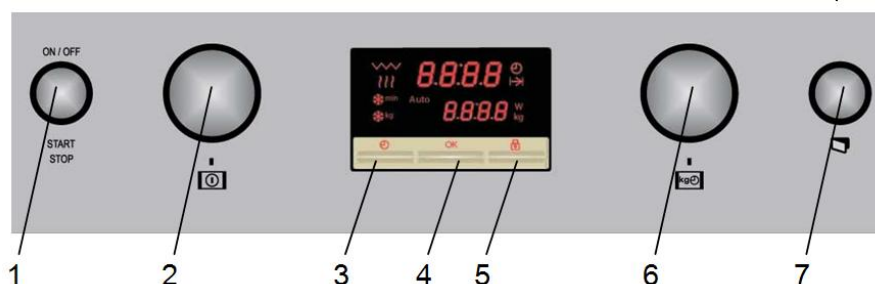 ON / OFF
8.8.8.8
min
Auto
8.8.8.8
W
kg
kg
OK
START
STOP
kg
1 2 3 4 5 6 7